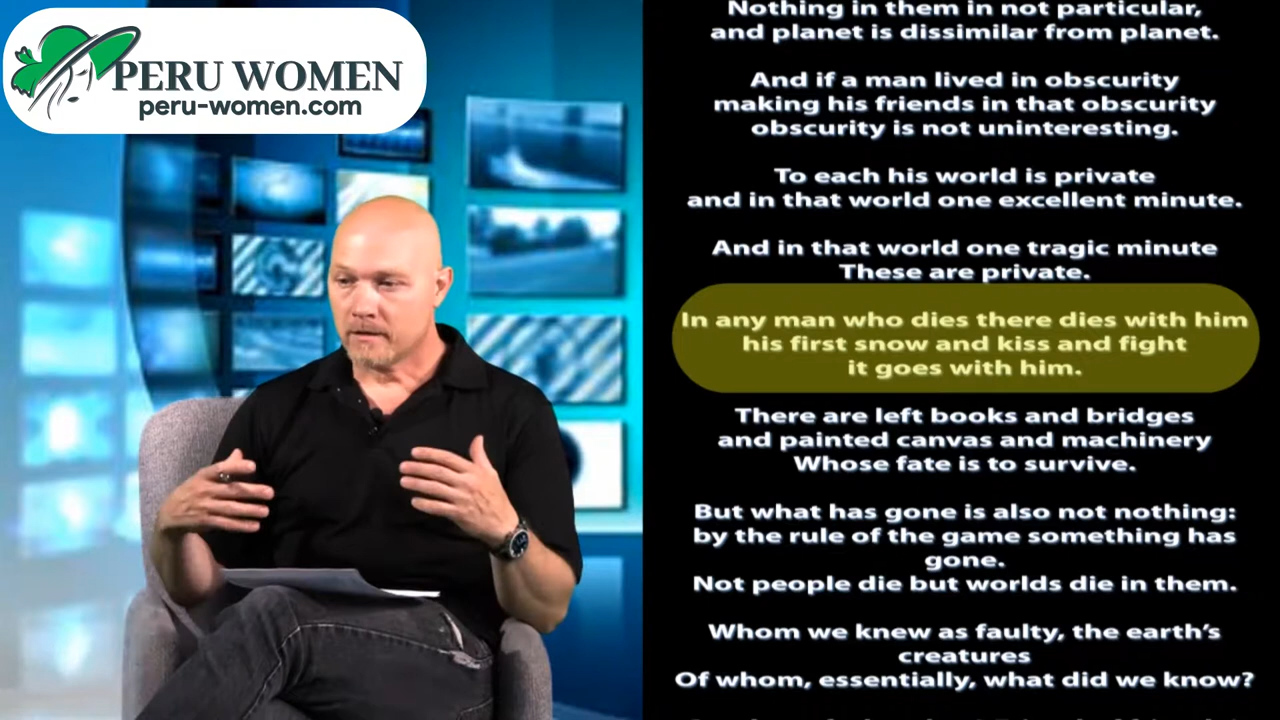 PERU WOMEN
peru-women.com
Nothing in them in not particular,
and planet is dissimilar from planet.
And if a man lived in obscurity
making his friends in that obscurity
obscurity is not uninteresting.
To each his world is private
and in that world one excellent minute.
And in that world one tragic minute
These are private.
In any man who dies there dies with him
his first snow and kiss and fight
it goes with him.
There are left books and bridges
and painted canvas and machinery
Whose fate is to survive.
But what has gone is also not nothing:
by the rule of the game something has
gone.
Not people die but worlds die in them.
Whom we knew as faulty, the earth's
creatures
Of whom, essentially, what did we know?